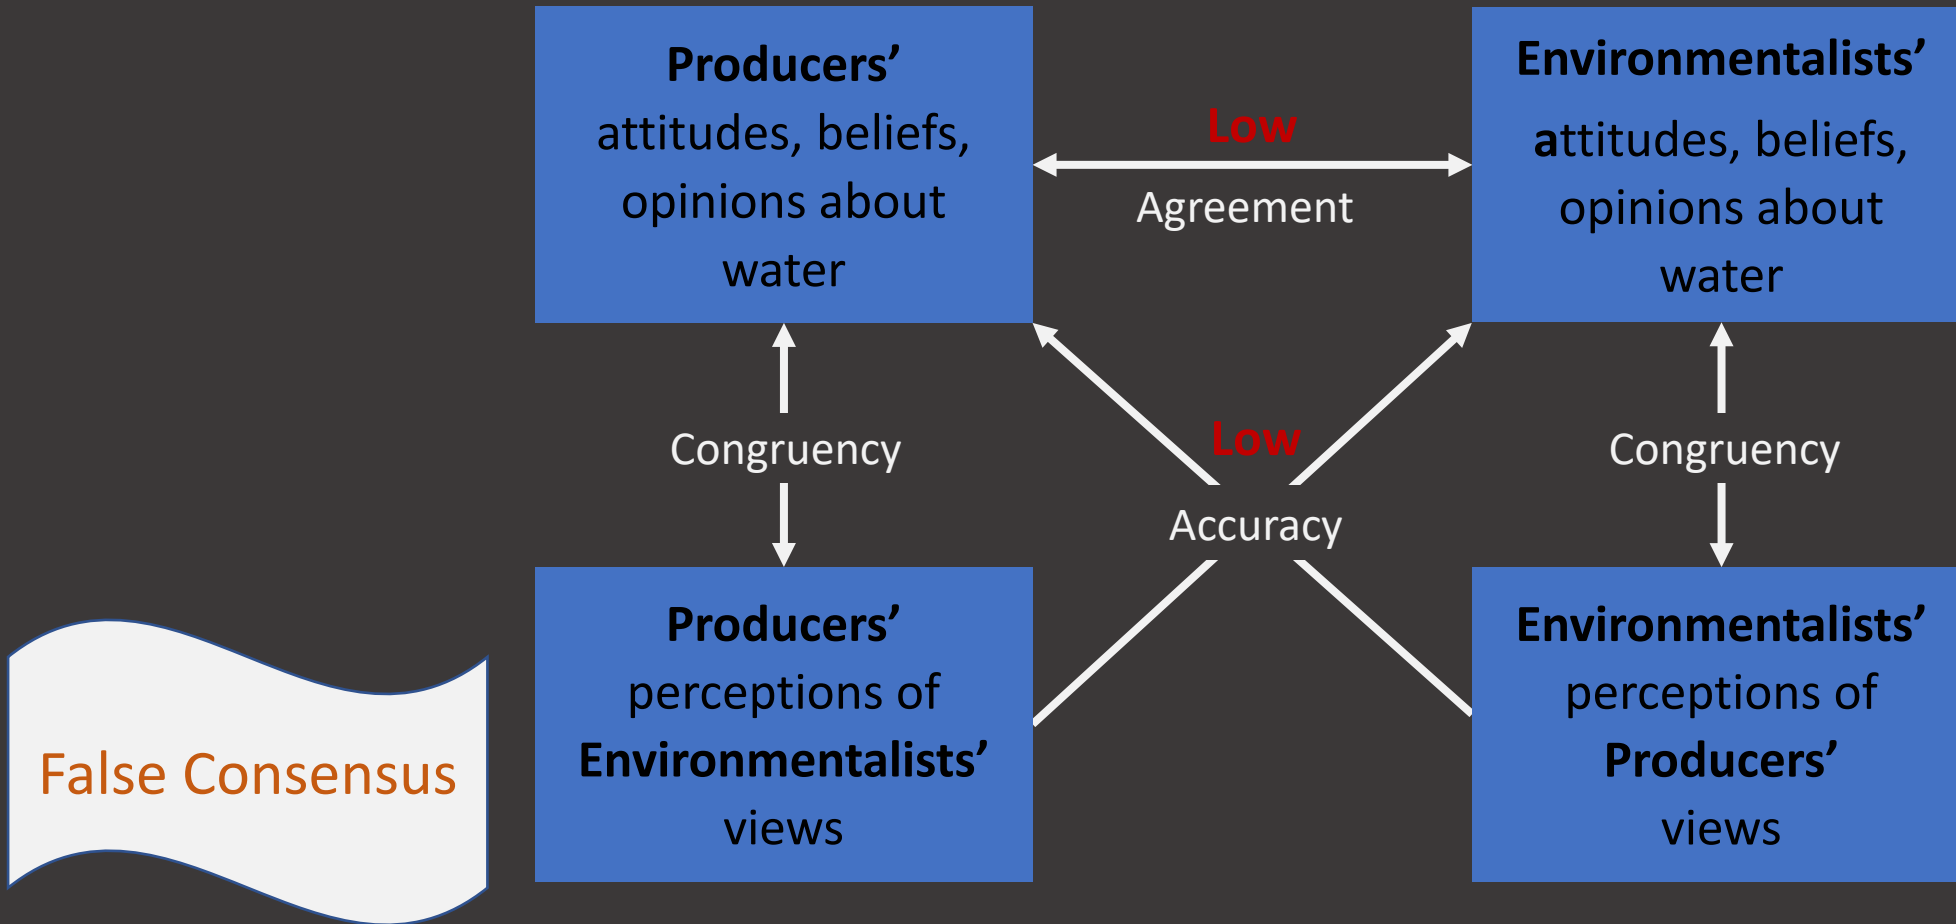 Producers’
attitudes, beliefs,
opinions about
water
Low
Agreement
Environmentalists’
attitudes, beliefs,
opinions about
water
Congruency
Low
Accuracy
Congruency
False Consensus
Producers’
perceptions of
Environmentalists’
views
Environmentalists’
perceptions of
Producers’
views